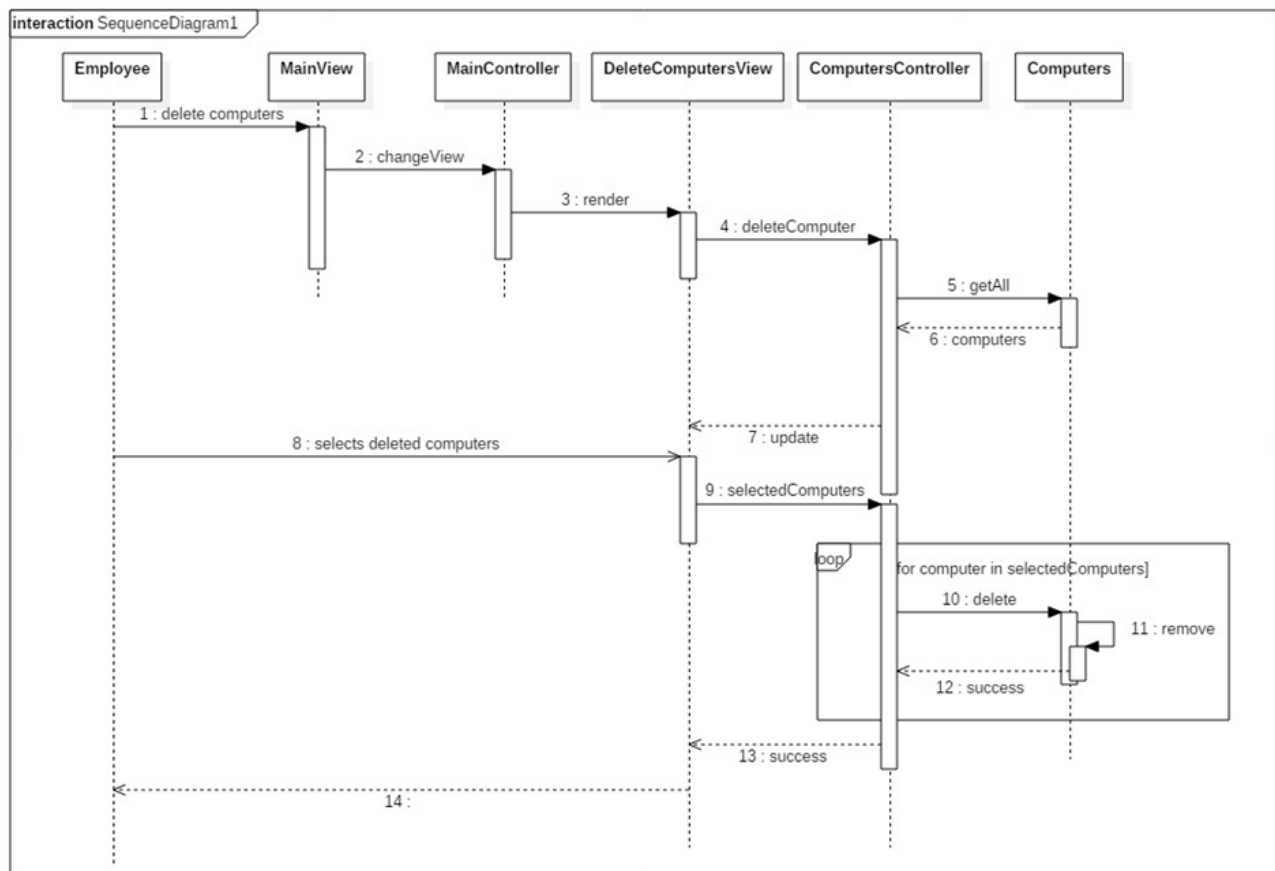 interaction SequenceDiagram1
Employee
MainView
MainController
DeleteComputersView
ComputersController
Computers
1 : delete computers
2 : changeView
3 : render
4 : deleteComputer
5 : getAll
6 : computers
7 : update
8 : selects deleted computers
9 : selectedComputers
loop
for computer in selectedComputers]
10 : delete
11 : remove
12 : success
13 : success
14 :